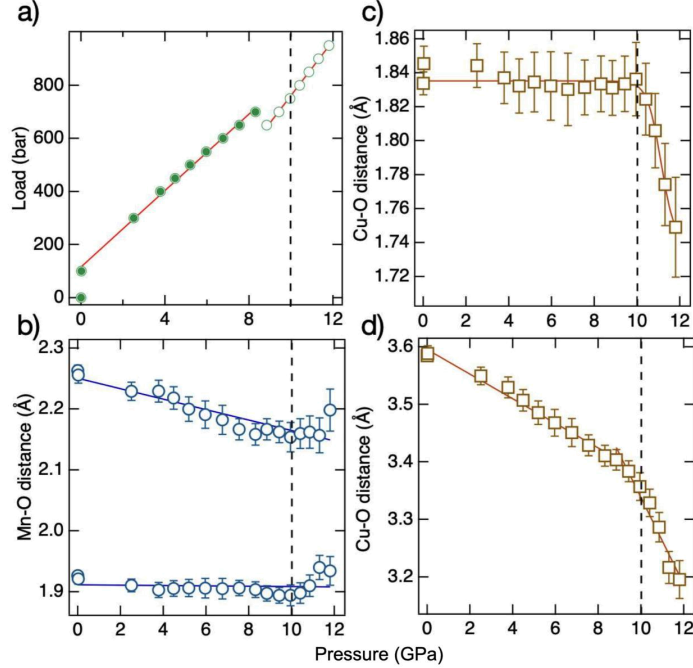 a)
Load (bar)
800
600
400
200
0
0 4 8 12
c)
Cu-O distance (Å)
1.86
1.84
1.82
1.80
1.78
1.76
1.74
1.72
0 2 4 6 8 10 12
b)
Mn-O distance (Å)
2.3
2.2
2.1
2.0
1.9
0 2 4 6 8 10 12
d)
Cu-O distance (Å)
3.6
3.5
3.4
3.3
3.2
0 2 4 6 8 10 12
Pressure (GPa)